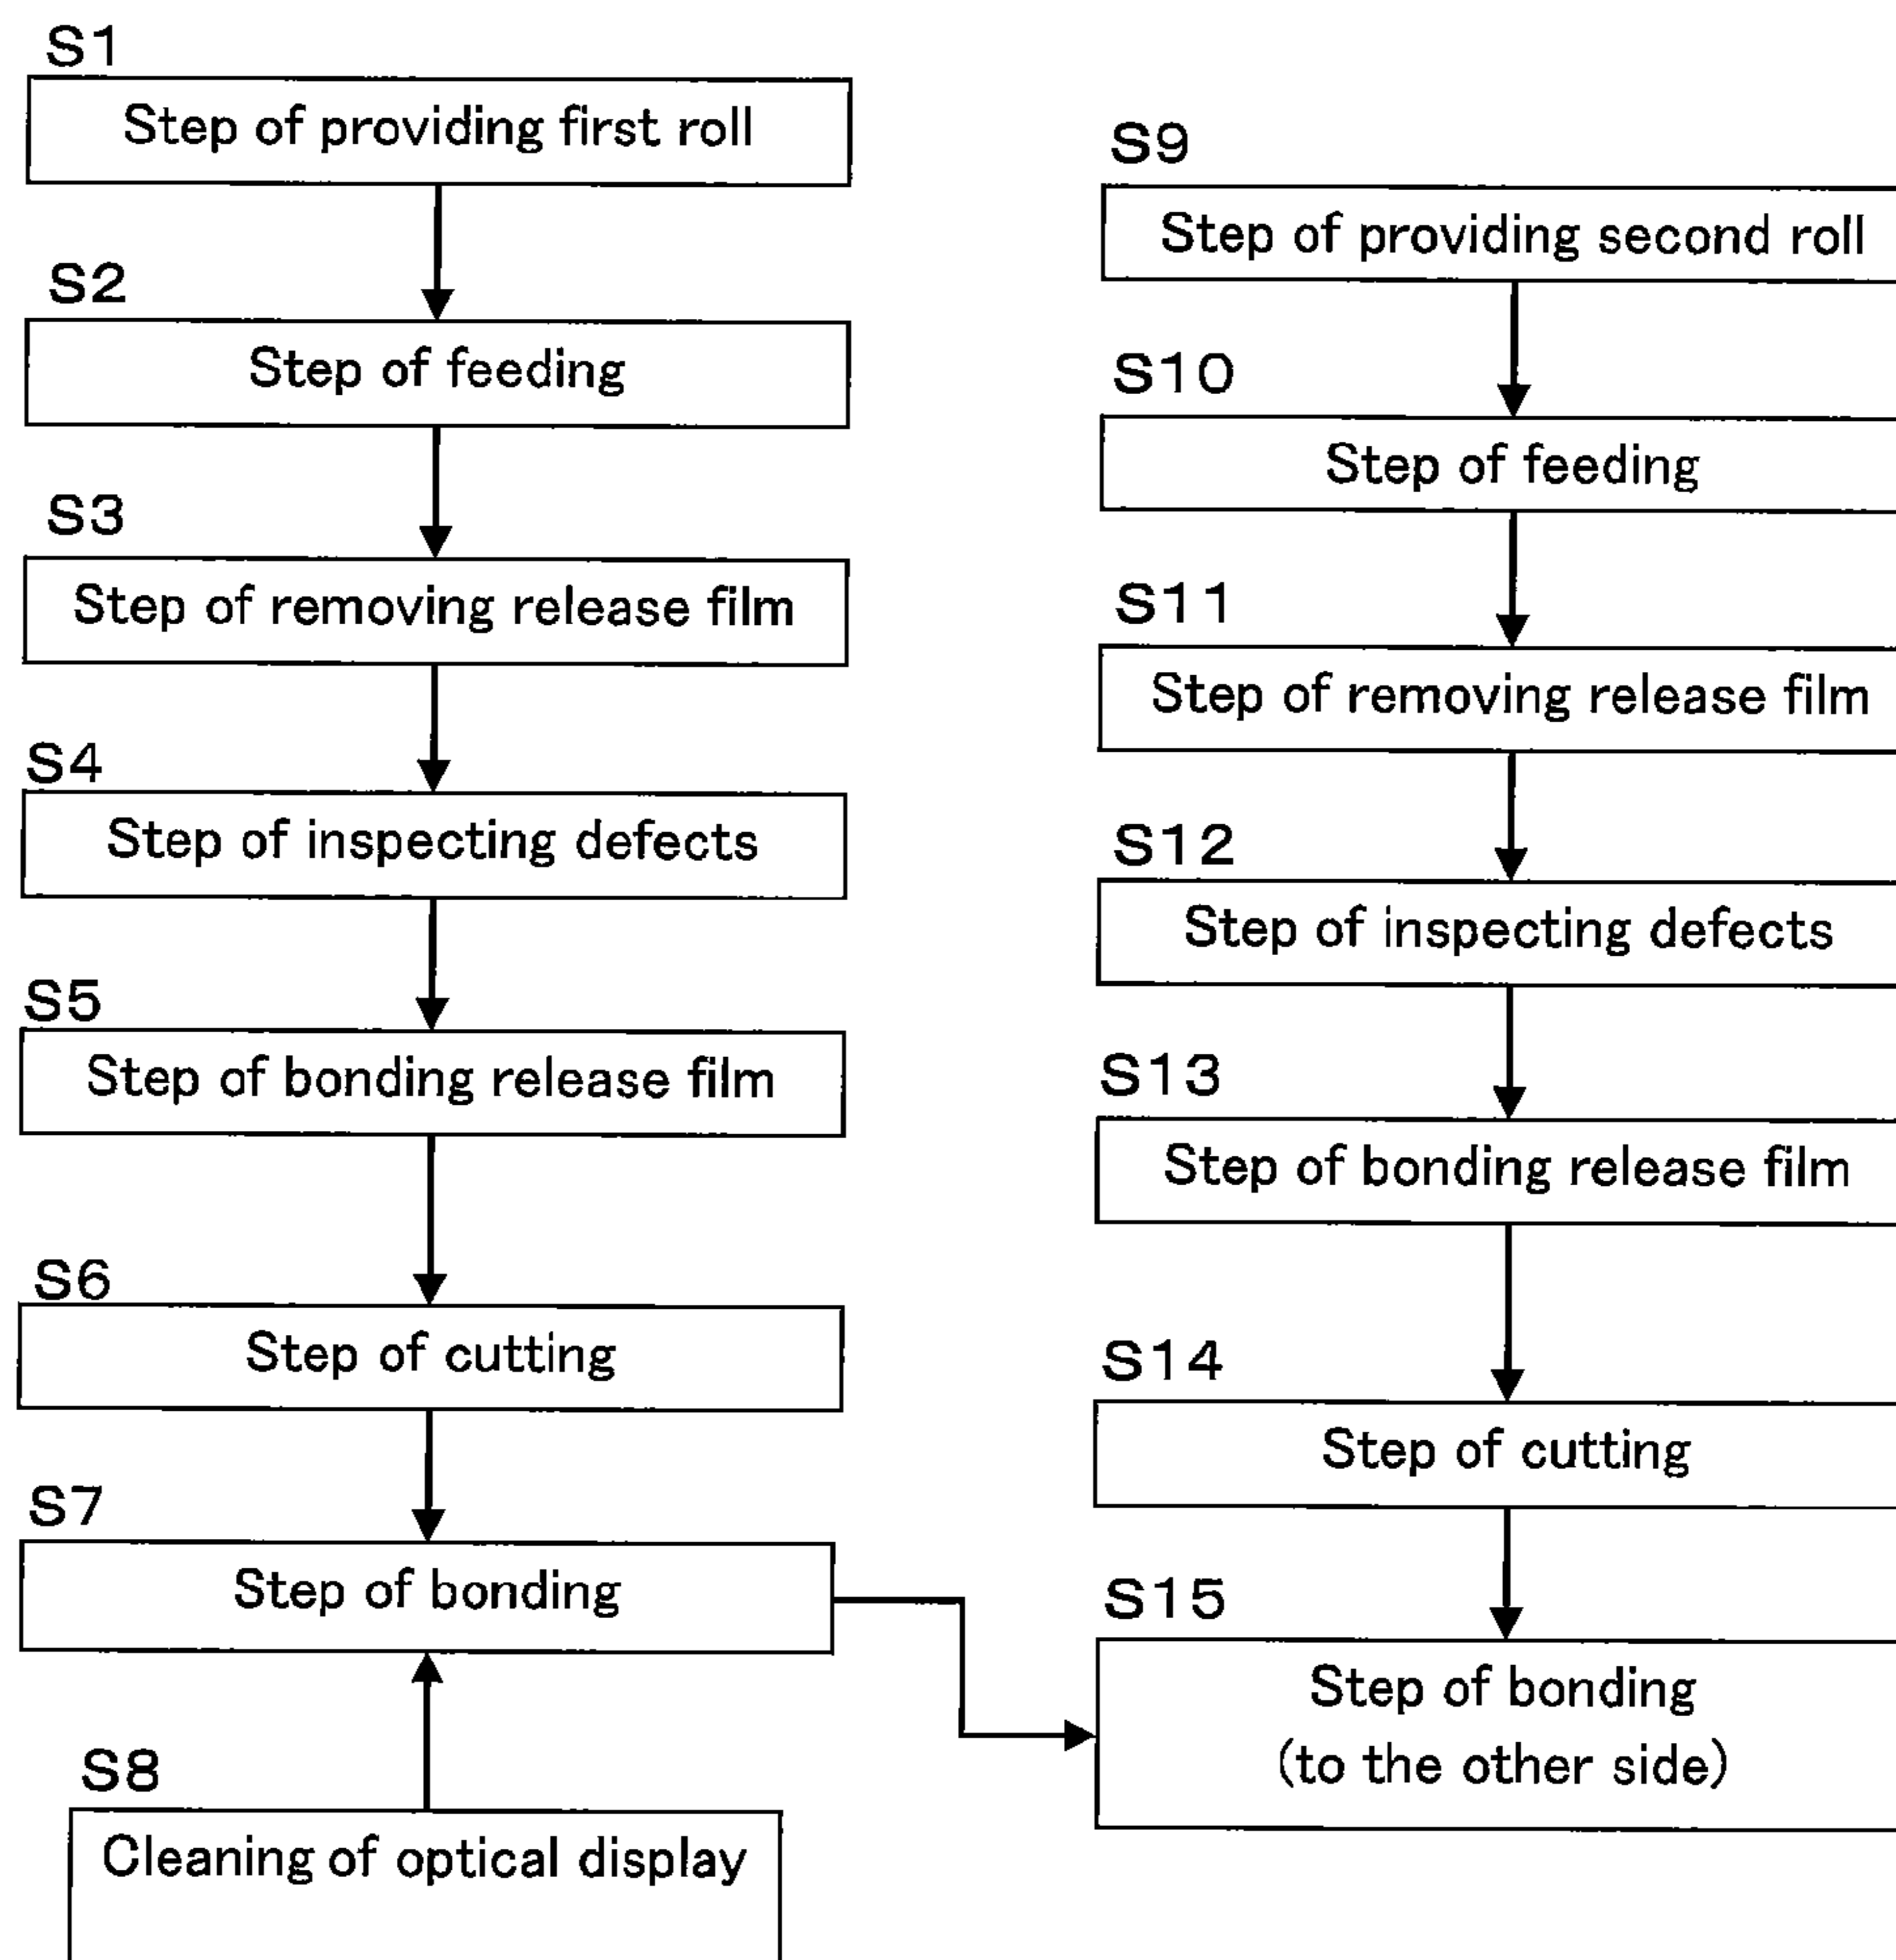 S1
Step of providing first roll
S2
Step of feeding
S3
Step of removing release film
S4
Step of inspecting defects
S5
Step of bonding release film
S6
Step of cutting
S7
Step of bonding
S8
Cleaning of optical display
S9
Step of providing second roll
S10
Step of feeding
S11
Step of removing release film
S12
Step of inspecting defects
S13
Step of bonding release film
S14
Step of cutting
S15
Step of bonding
(to the other side)